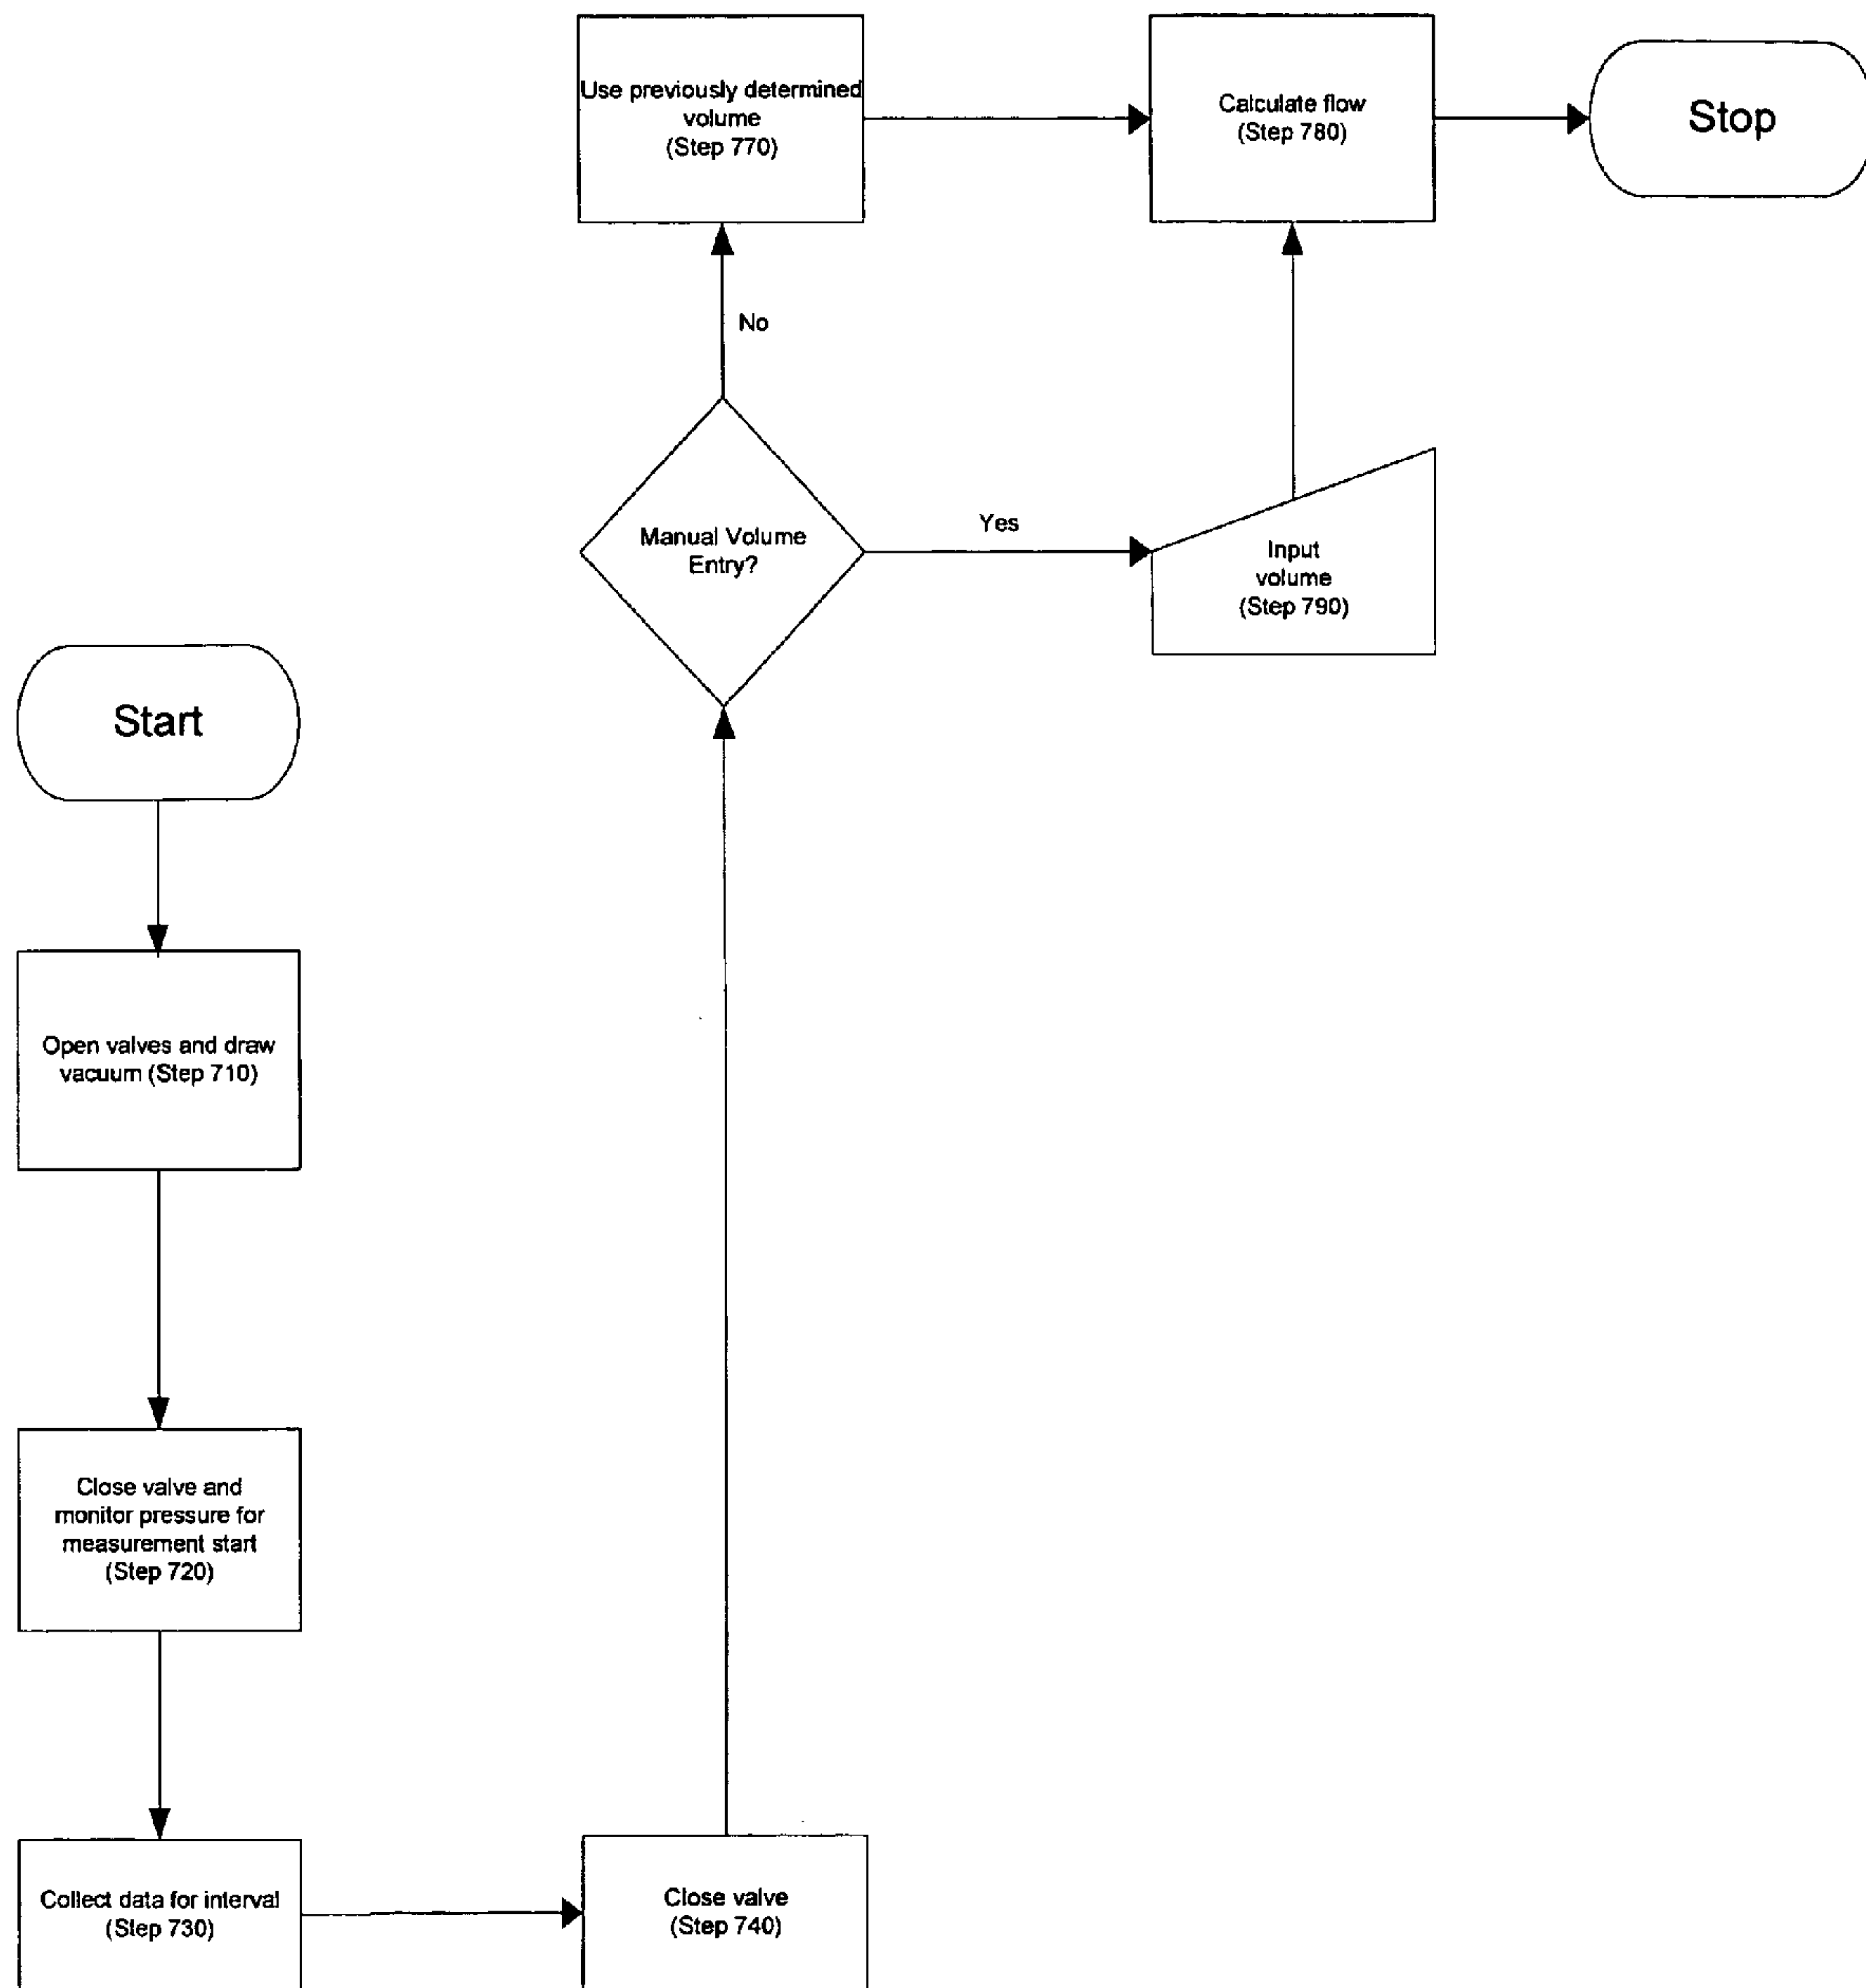 Start
Open valves and draw
vacuum (Step 710)
Close valve and
monitor pressure for
measurement start
(Step 720)
Collect data for interval
(Step 730)
Close valve
(Step 740)
Manual Volume
Entry?
No
Yes
Use previously determined
volume
(Step 770)
Input
volume
(Step 790)
Calculate flow
(Step 780)
Stop